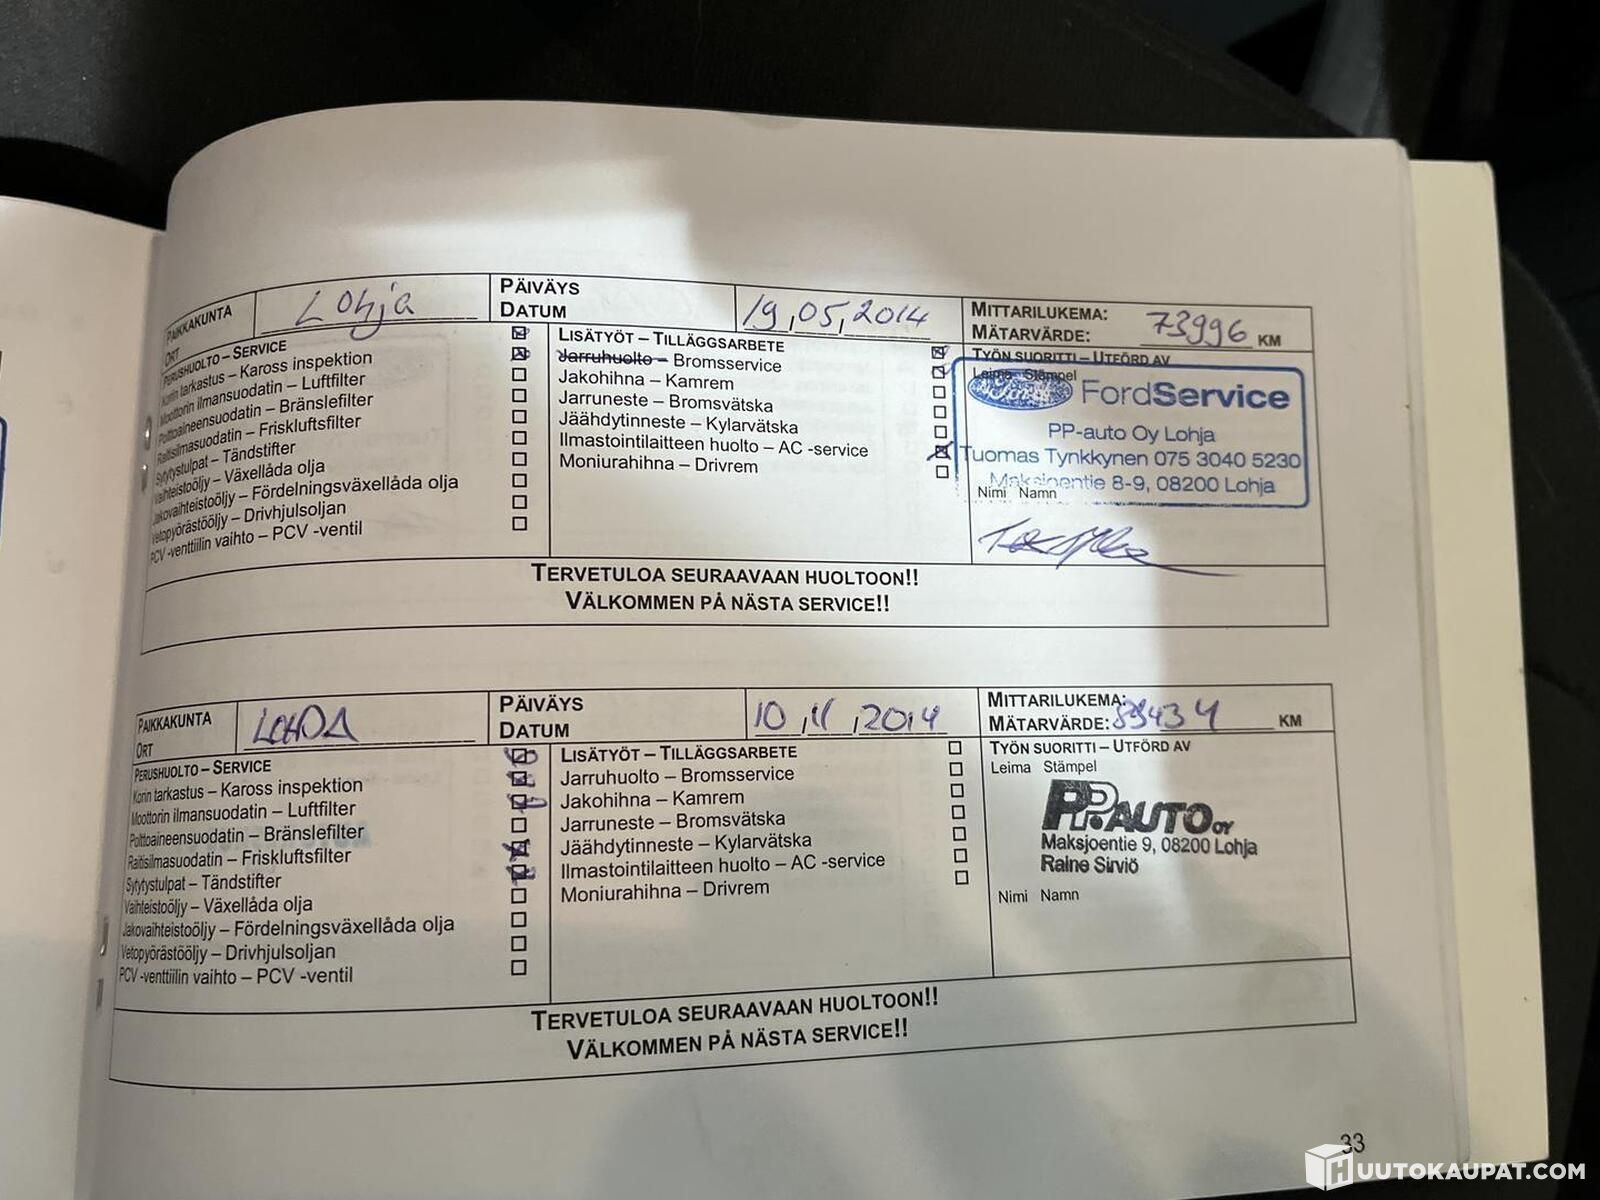 PAIKKAKUNTA
ORT
Lohja
PÄIVÄYS
DATUM
19,05,2014
MITTARILUKEMA:
MÄTARVÄRDE: 73996 KM
PERUSHUOLTO – SERVICE
Korin tarkastus – Kaross inspektion
Moottorin ilmansuodatin – Luftfilter
Polttoaineensuodatin – Bränslefilter
Raitisilmasuodatin – Friskluftsfilter
Sytytystulpat – Tändstifter
Vaihteistoöljy – Växellåda olja
Jakovaihteistoöljy – Fördelningsväxellåda olja
Vetopyörästööljy – Drivhjulsoljan
PCV -venttiilin vaihto – PCV -ventil
LISÄTYÖT – TILLÄGGSARBETE
Jarruhuolto – Bromsservice
Jakohihna – Kamrem
Jarruneste – Bromsvätska
Jäähdytinneste – Kylarvätska
Ilmastointilaitteen huolto – AC -service
Moniurahihna – Drivrem
TYÖN SUORITTI – UTFÖRD AV
Leima Stämpel
Ford FordService
PP-auto Oy Lohja
Tuomas Tynkkynen 075 3040 5230
Maksjoentie 8-9, 08200 Lohja
Nimi Namn
TERVETULOA SEURAAVAAN HUOLTOON!!
VÄLKOMMEN PÅ NÄSTA SERVICE!!
PAIKKAKUNTA
ORT
PÄIVÄYS
DATUM
10,11,2014
MITTARILUKEMA:
MÄTARVÄRDE: KM
PERUSHUOLTO – SERVICE
Korin tarkastus – Kaross inspektion
Moottorin ilmansuodatin – Luftfilter
Polttoaineensuodatin – Bränslefilter
Raitisilmasuodatin – Friskluftsfilter
Sytytystulpat – Tändstifter
Vaihteistoöljy – Växellåda olja
Jakovaihteistoöljy – Fördelningsväxellåda olja
Vetopyörästööljy – Drivhjulsoljan
PCV -venttiilin vaihto – PCV -ventil
LISÄTYÖT – TILLÄGGSARBETE
Jarruhuolto – Bromsservice
Jakohihna – Kamrem
Jarruneste – Bromsvätska
Jäähdytinneste – Kylarvätska
Ilmastointilaitteen huolto – AC -service
Moniurahihna – Drivrem
TYÖN SUORITTI – UTFÖRD AV
Leima Stämpel
PP.AUTO OY
Maksjoentie 9, 08200 Lohja
Raine Sirviö
Nimi Namn
TERVETULOA SEURAAVAAN HUOLTOON!!
VÄLKOMMEN PÅ NÄSTA SERVICE!!
33
HUUTOKAUPAT.COM